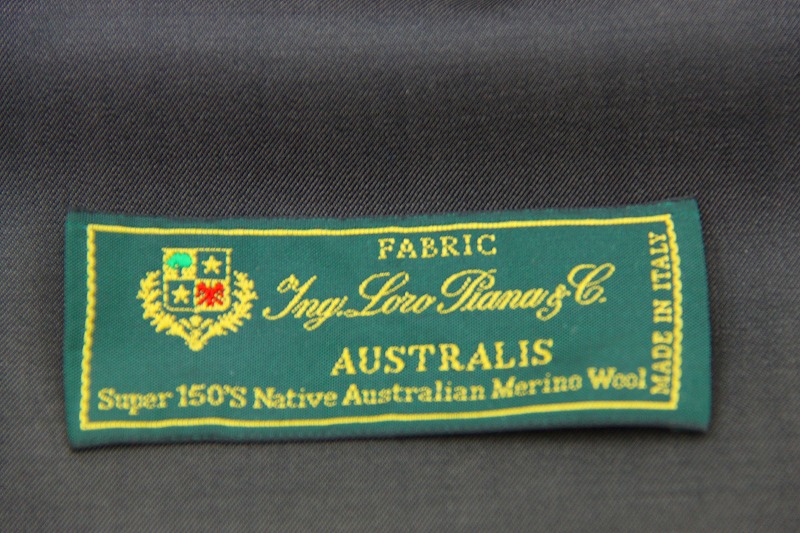 FABRIC
Ing. Loro Piana & C.
AUSTRALIS
Super 150'S Native Australian Merino Wool
MADE IN ITALY